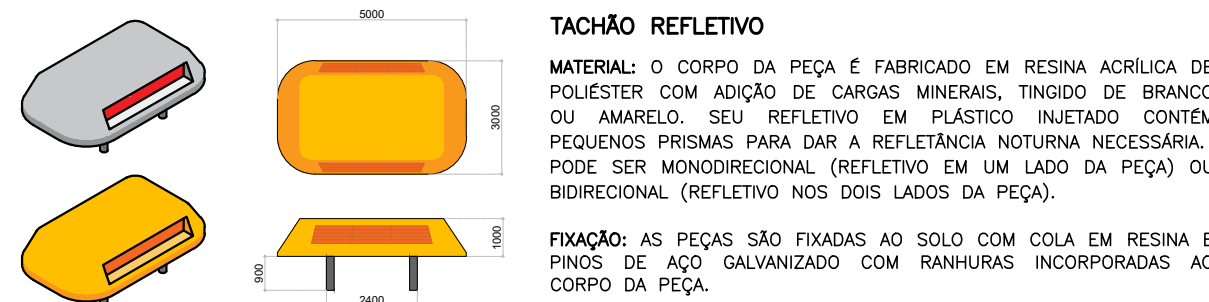 5000
3000
1000
900
2400
TACHÃO REFLETIVO
MATERIAL: O CORPO DA PEÇA É FABRICADO EM RESINA ACRÍLICA DE
POLIÉSTER COM ADIÇÃO DE CARGAS MINERAIS, TINGIDO DE BRANCO
OU AMARELO. SEU REFLETIVO EM PLÁSTICO INJETADO CONTÉM
PEQUENOS PRISMAS PARA DAR A REFLETÂNCIA NOTURNA NECESSÁRIA.
PODE SER MONODIRECIONAL (REFLETIVO EM UM LADO DA PEÇA) OU
BIDIRECIONAL (REFLETIVO NOS DOIS LADOS DA PEÇA).
FIXAÇÃO: AS PEÇAS SÃO FIXADAS AO SOLO COM COLA EM RESINA E
PINOS DE AÇO GALVANIZADO COM RANHURAS INCORPORADAS AO
CORPO DA PEÇA.